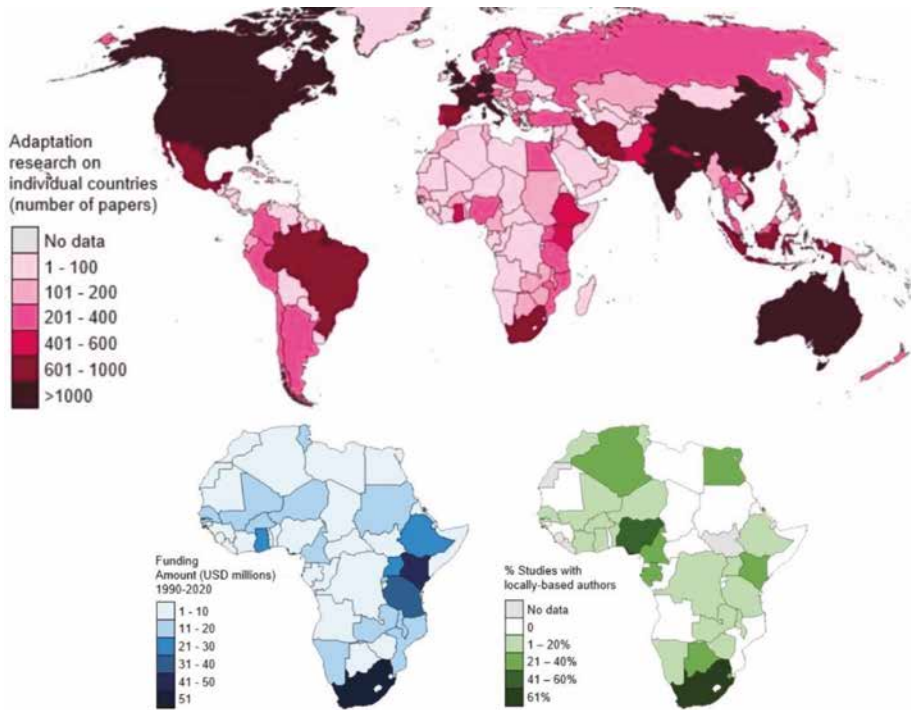 Adaptation
research on
individual countries
(number of papers)
No data
1 - 100
101 - 200
201 - 400
401 - 600
601 - 1000
>1000
Funding
Amount (USD millions)
1990-2020
1 - 10
11 - 20
21 - 30
31 - 40
41 - 50
51
% Studies with
locally-based authors
No data
0
1 – 20%
21 – 40%
41 – 60%
61%